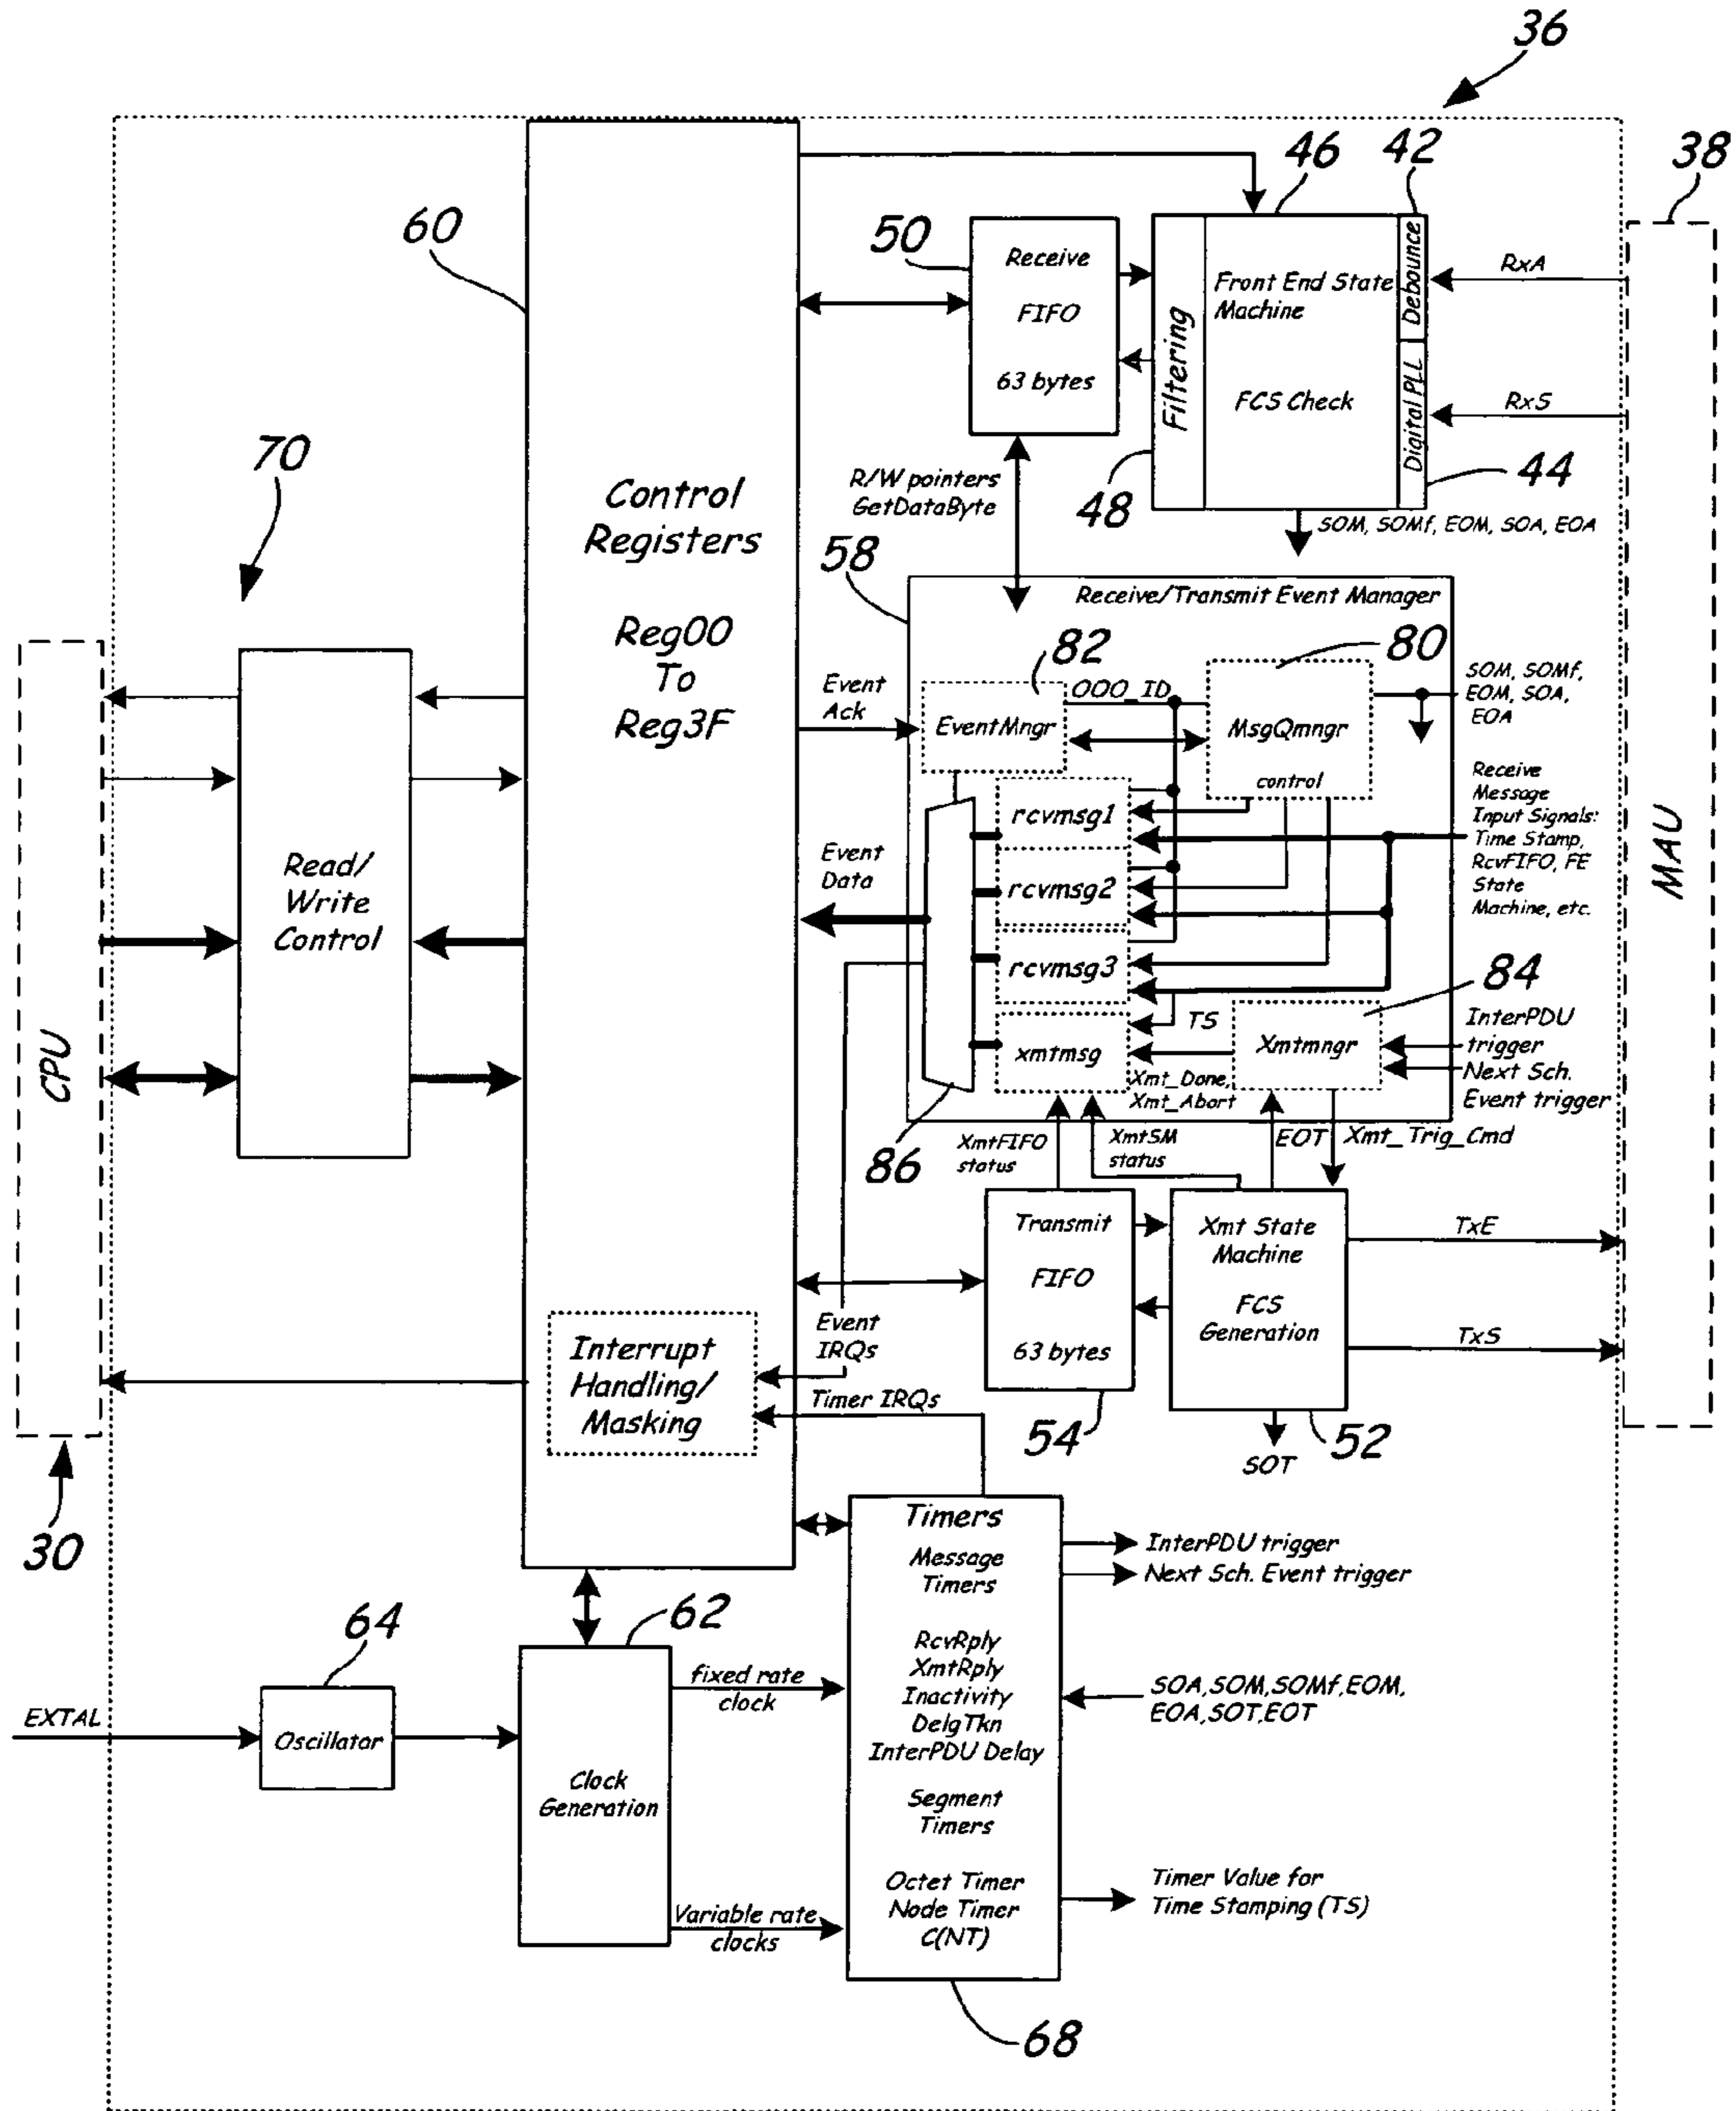 36
46
42
38
60
50
Receive
FIFO
63 bytes
Filtering
Front End State
Machine
FCS Check
Debounce
Digital PLL
RxA
RxS
48
44
SOM, SOMf, EOM, SOA, EOA
R/W pointers
GetDataByte
70
Control
Registers
Reg00
To
Reg3F
58
Receive/Transmit Event Manager
82
OOO_ID
80
EventMngr
MsgQmngr
control
SOM, SOMf,
EOM, SOA,
EOA
Event
Ack
rcvmsg1
rcvmsg2
rcvmsg3
xmtmsg
Receive
Message
Input Signals:
Time Stamp,
RcvFIFO, FE
State
Machine, etc.
MAU
Event
Data
Read/
Write
Control
CPU
84
TS
Xmtmngr
InterPDU
trigger
Next Sch.
Event trigger
Xmt_Done,
Xmt_Abort
86
XmtFIFO
status
XmtSM
status
EOT
Xmt_Trig_Cmd
Transmit
FIFO
63 bytes
Xmt State
Machine
FCS
Generation
TxE
TxS
Interrupt
Handling/
Masking
Event
IRQs
Timer IRQs
54
52
SOT
30
Timers
Message
Timers
RcvRply
XmtRply
Inactivity
DelgTkn
InterPDU Delay
Segment
Timers
Octet Timer
Node Timer
C(NT)
InterPDU trigger
Next Sch. Event trigger
64
62
fixed rate
clock
SOA,SOM,SOMf,EOM,
EOA,SOT,EOT
EXTAL
Oscillator
Clock
Generation
Variable rate
clocks
Timer Value for
Time Stamping (TS)
68